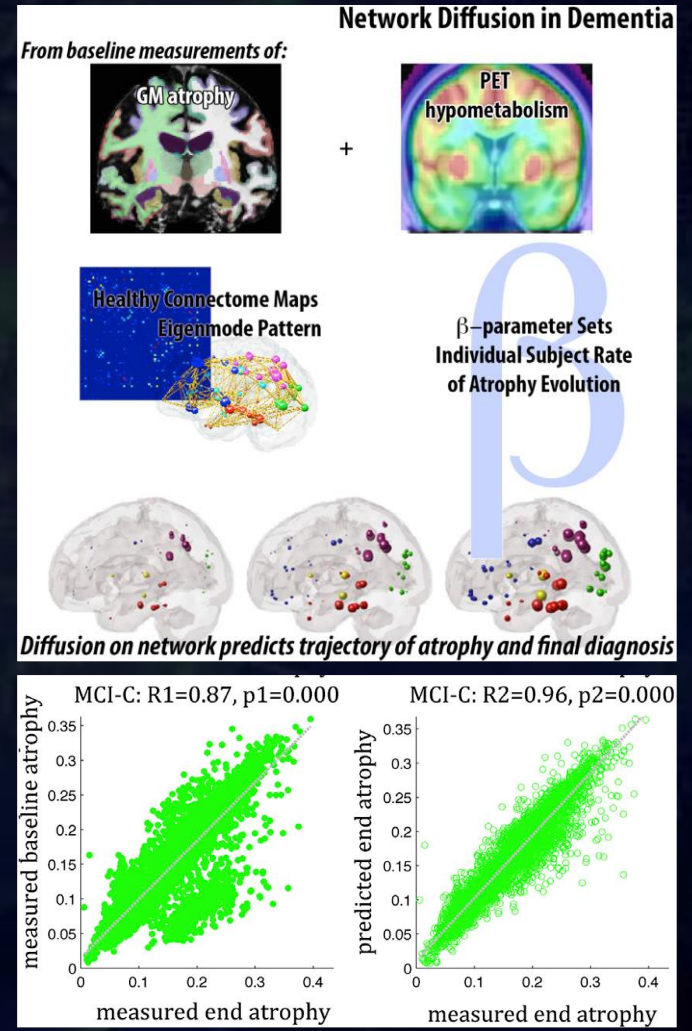 Network Diffusion in Dementia
From baseline measurements of:
GM atrophy
+
PET
hypometabolism
Healthy Connectome Maps
Eigenmode Pattern
β
β–parameter Sets
Individual Subject Rate
of Atrophy Evolution
Diffusion on network predicts trajectory of atrophy and final diagnosis
MCI-C: R1=0.87, p1=0.000
measured baseline atrophy
0.35
0.3
0.25
0.2
0.15
0.1
0.05
0
0 0.1 0.2 0.3 0.4
measured end atrophy
MCI-C: R2=0.96, p2=0.000
predicted end atrophy
0.35
0.3
0.25
0.2
0.15
0.1
0.05
0
0 0.1 0.2 0.3 0.4
measured end atrophy